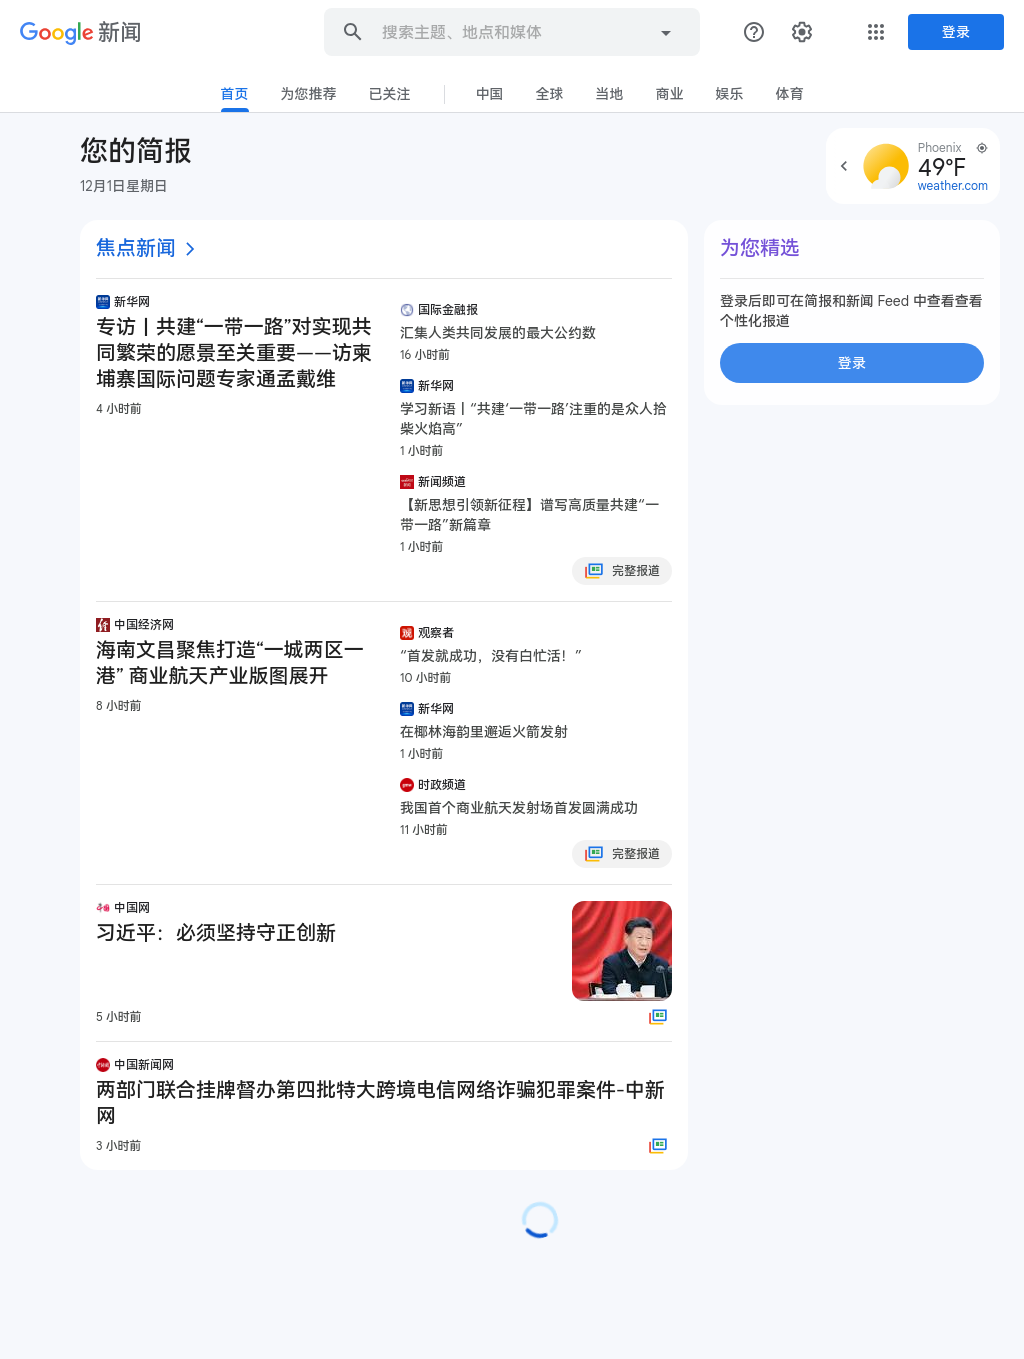 Google 新闻
搜索主题、地点和媒体
登录
首页 为您推荐 已关注 中国 全球 当地 商业 娱乐 体育
您的简报
12月1日星期日
Phoenix
49°F
weather.com
焦点新闻
新华网
专访丨共建“一带一路”对实现共
同繁荣的愿景至关重要——访柬
埔寨国际问题专家通孟戴维
4 小时前
国际金融报
汇集人类共同发展的最大公约数
16 小时前
新华网
学习新语丨“共建‘一带一路’注重的是众人拾
柴火焰高”
1 小时前
新闻频道
【新思想引领新征程】谱写高质量共建“一
带一路”新篇章
1 小时前
完整报道
中国经济网
海南文昌聚焦打造“一城两区一
港” 商业航天产业版图展开
8 小时前
观察者
“首发就成功，没有白忙活！”
10 小时前
新华网
在椰林海韵里邂逅火箭发射
1 小时前
时政频道
我国首个商业航天发射场首发圆满成功
11 小时前
完整报道
中国网
习近平：必须坚持守正创新
5 小时前
中国新闻网
两部门联合挂牌督办第四批特大跨境电信网络诈骗犯罪案件-中新
网
3 小时前
为您精选
登录后即可在简报和新闻 Feed 中查看查看
个性化报道
登录